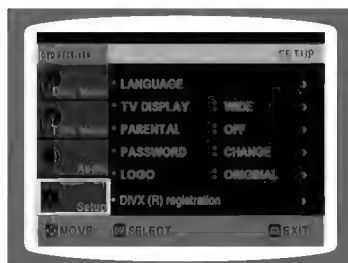 DVD RECEIVER SETUP
• LANGUAGE
• TV DISPLAY : WIDE
• PARENTAL : OFF
• PASSWORD : CHANGE
• LOGO : ORIGINAL
Setup • DIVX (R) registration
MOVE SELECT EXIT